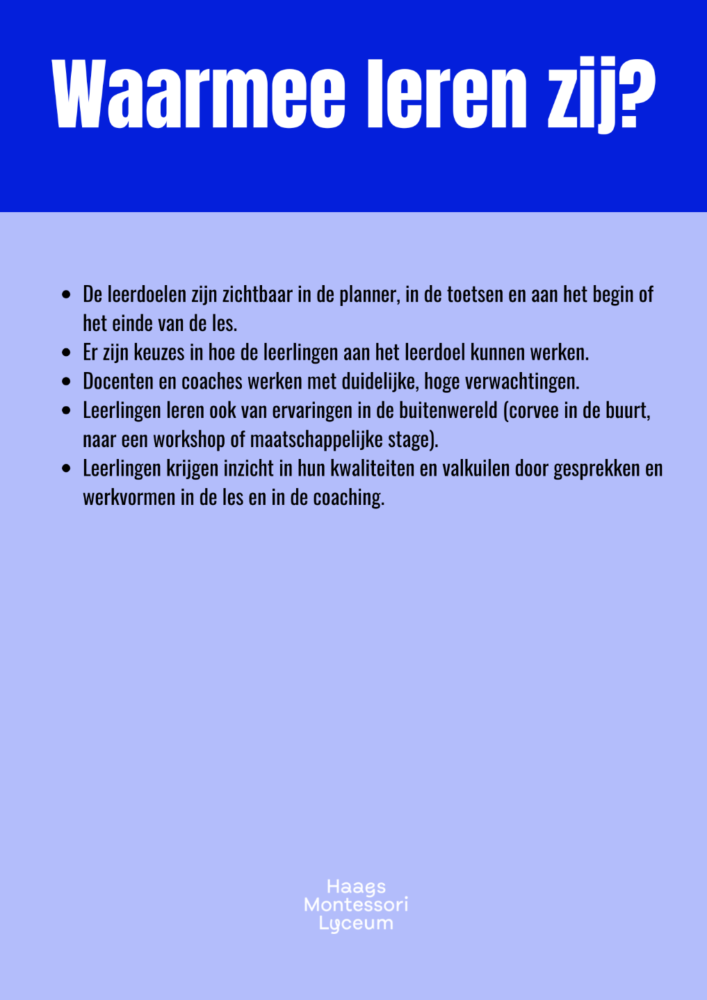 Waarmee leren zij?
• De leerdoelen zijn zichtbaar in de planner, in de toetsen en aan het begin of
het einde van de les.
• Er zijn keuzes in hoe de leerlingen aan het leerdoel kunnen werken.
• Docenten en coaches werken met duidelijke, hoge verwachtingen.
• Leerlingen leren ook van ervaringen in de buitenwereld (corvee in de buurt,
naar een workshop of maatschappelijke stage).
• Leerlingen krijgen inzicht in hun kwaliteiten en valkuilen door gesprekken en
werkvormen in de les en in de coaching.
Haags
Montessori
Lyceum